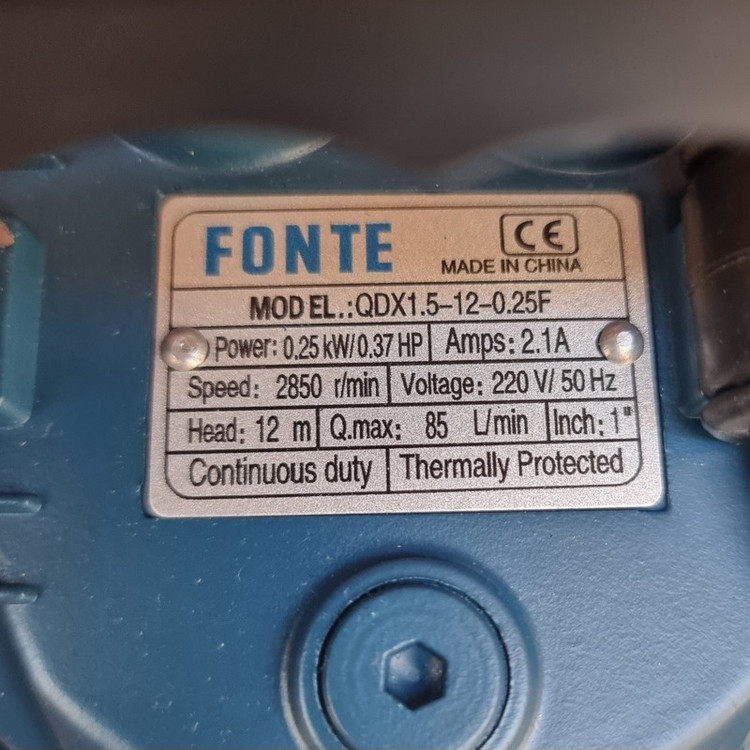 FONTE
CE
MADE IN CHINA
MODEL.:QDX1.5-12-0.25F
Power: 0,25 kW/0.37 HP Amps: 2.1A
Speed: 2850 r/min Voltage: 220 V/ 50 Hz
Head: 12 m Q.max: 85 L/min Inch: 1"
Continuous duty Thermally Protected